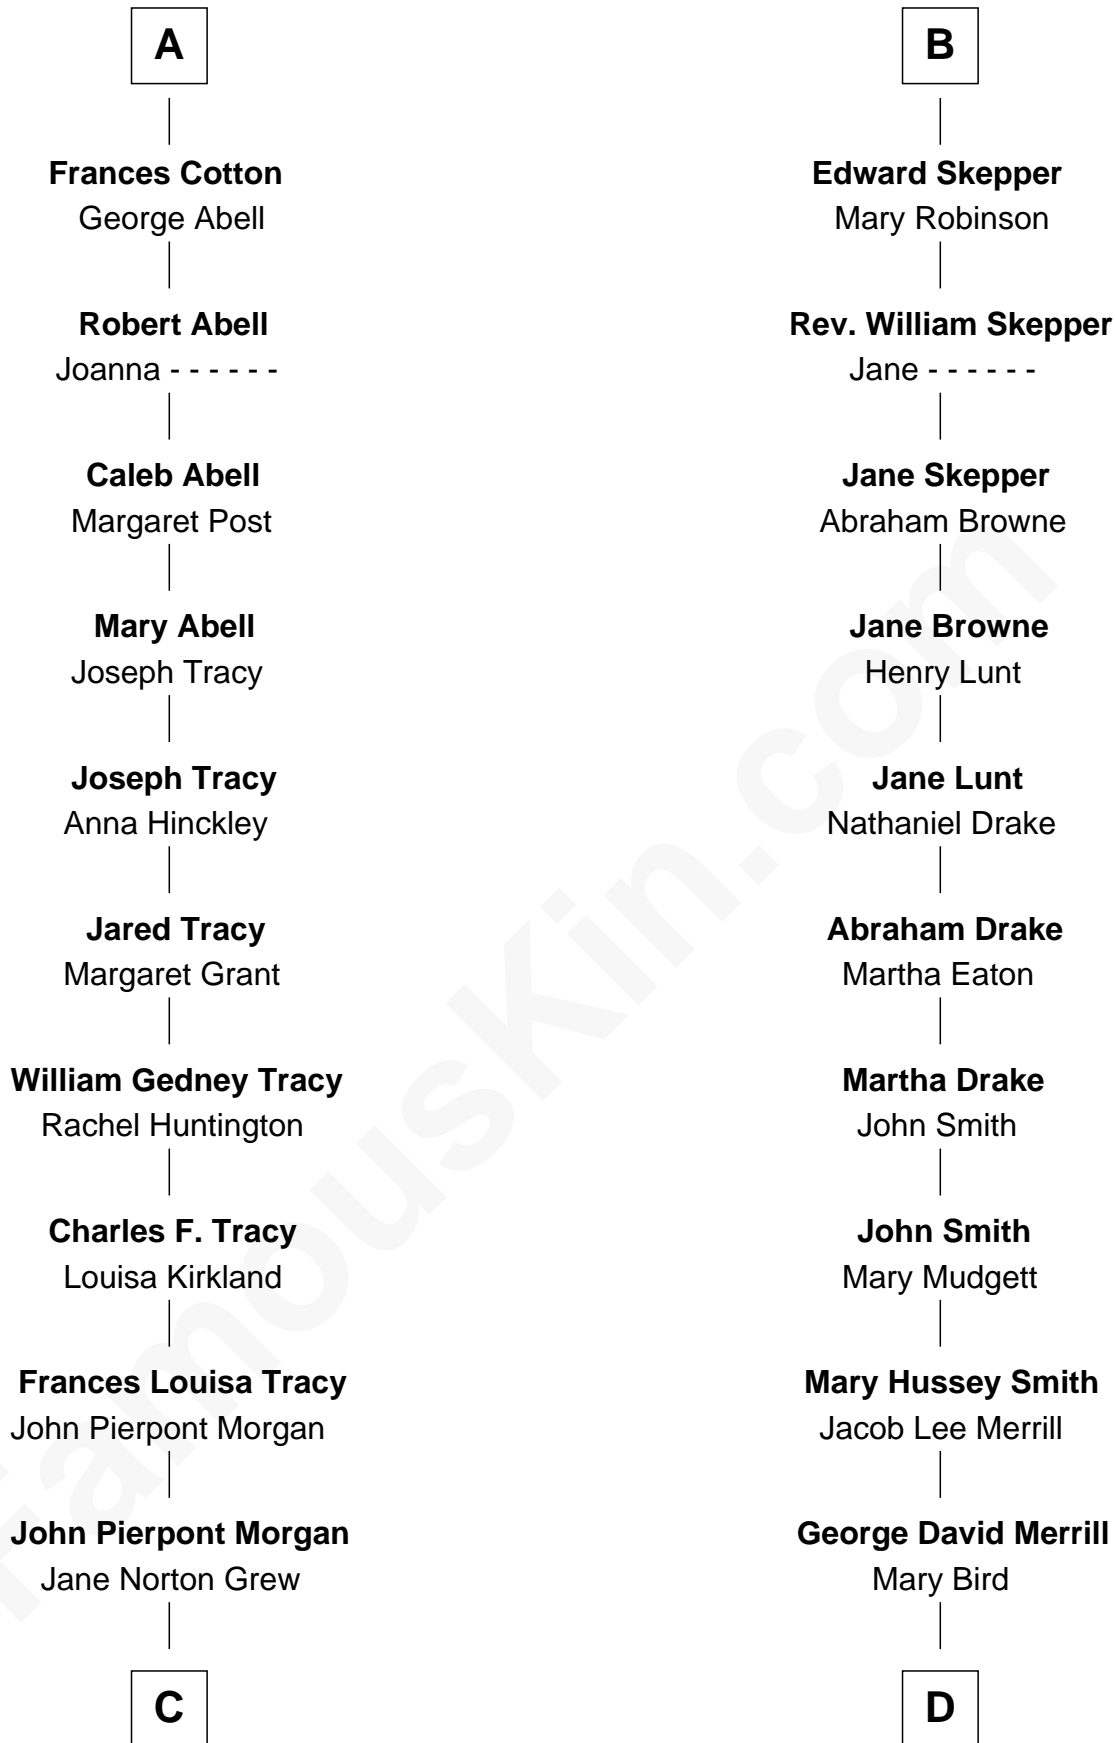 A
Frances Cotton
George Abell
Robert Abell
Joanna - - - - - -
Caleb Abell
Margaret Post
Mary Abell
Joseph Tracy
Joseph Tracy
Anna Hinckley
Jared Tracy
Margaret Grant
William Gedney Tracy
Rachel Huntington
Charles F. Tracy
Louisa Kirkland
Frances Louisa Tracy
John Pierpont Morgan
John Pierpont Morgan
Jane Norton Grew
C
B
Edward Skepper
Mary Robinson
Rev. William Skepper
Jane - - - - - -
Jane Skepper
Abraham Browne
Jane Browne
Henry Lunt
Jane Lunt
Nathaniel Drake
Abraham Drake
Martha Eaton
Martha Drake
John Smith
John Smith
Mary Mudgett
Mary Hussey Smith
Jacob Lee Merrill
George David Merrill
Mary Bird
D
FamousKin.com